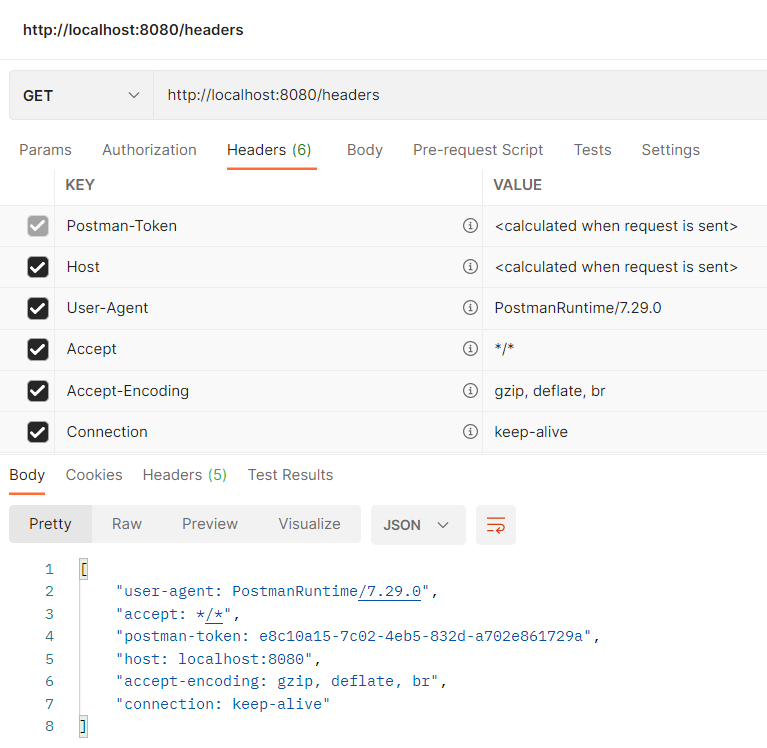 http://localhost:8080/headers
GET http://localhost:8080/headers
Params Authorization Headers (6) Body Pre-request Script Tests Settings
KEY VALUE
Postman-Token <calculated when request is sent>
Host <calculated when request is sent>
User-Agent PostmanRuntime/7.29.0
Accept */*
Accept-Encoding gzip, deflate, br
Connection keep-alive
Body Cookies Headers (5) Test Results
Pretty Raw Preview Visualize JSON
1 [
2 "user-agent: PostmanRuntime/7.29.0",
3 "accept: */*",
4 "postman-token: e8c10a15-7c02-4eb5-832d-a702e861729a",
5 "host: localhost:8080",
6 "accept-encoding: gzip, deflate, br",
7 "connection: keep-alive"
8 ]